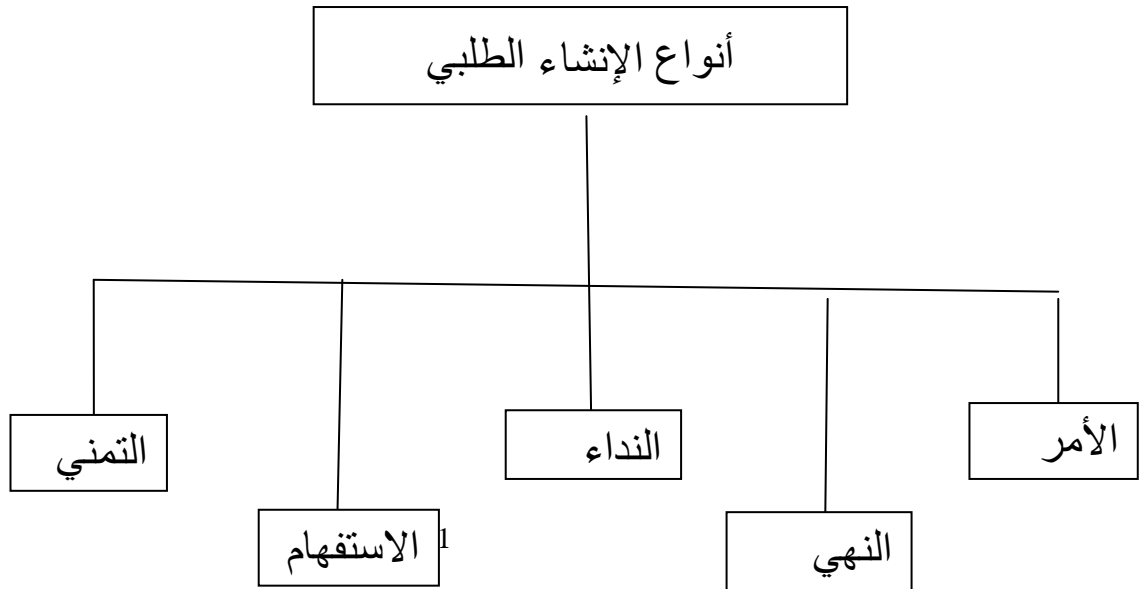 أنواع الإنشاء الطلبي
الأمر
النهي
النداء
الاستفهام
1
التمني